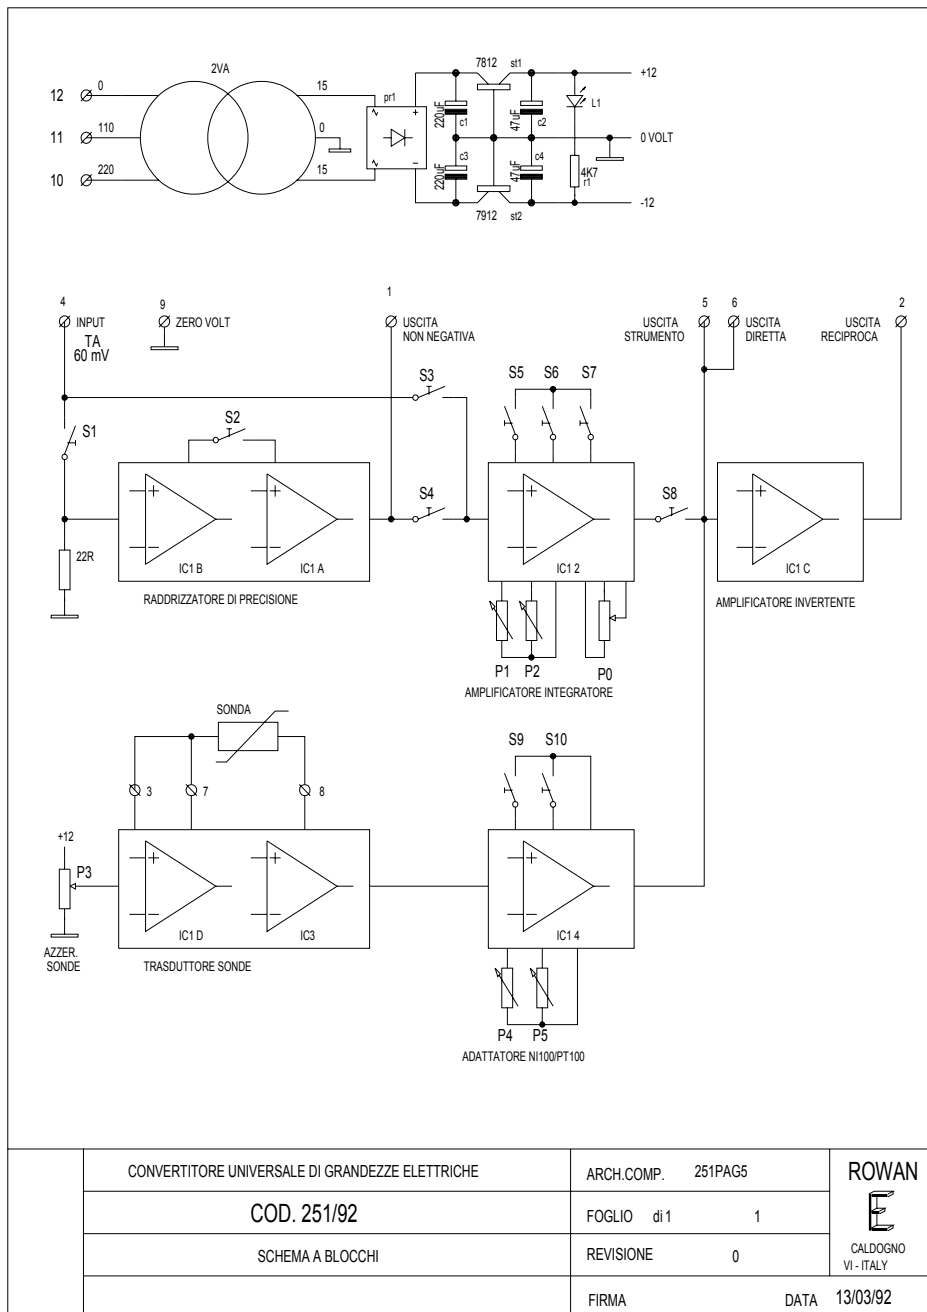 2VA
7812 st1
+12
12 0 15
pr1
220uF c1
47uF c2
L1
11 110 0
0 VOLT
10 220 15
220uF c3
47uF c4
4K7
r1
-12
7912 st2
4
INPUT
TA
60 mV
9
ZERO VOLT
1
USCITA
NON NEGATIVA
5
USCITA
STRUMENTO
6
USCITA
DIRETTA
2
USCITA
RECIPROCA
S3
S5 S6 S7
S1
S2
S4
S8
22R
IC1 B
IC1 A
IC1 2
IC1 C
RADDRIZZATORE DI PRECISIONE
AMPLIFICATORE INVERTENTE
P1 P2 P0
AMPLIFICATORE INTEGRATORE
SONDA
S9 S10
3 7 8
+12
P3
IC1 D
IC3
IC1 4
AZZER.
SONDE
TRASDUTTORE SONDE
P4 P5
ADATTATORE NI100/PT100
CONVERTITORE UNIVERSALE DI GRANDEZZE ELETTRICHE
COD. 251/92
SCHEMA A BLOCCHI
ARCH.COMP. 251PAG5
FOGLIO di 1 1
REVISIONE 0
FIRMA DATA 13/03/92
ROWAN
E
CALDOGNO
VI - ITALY